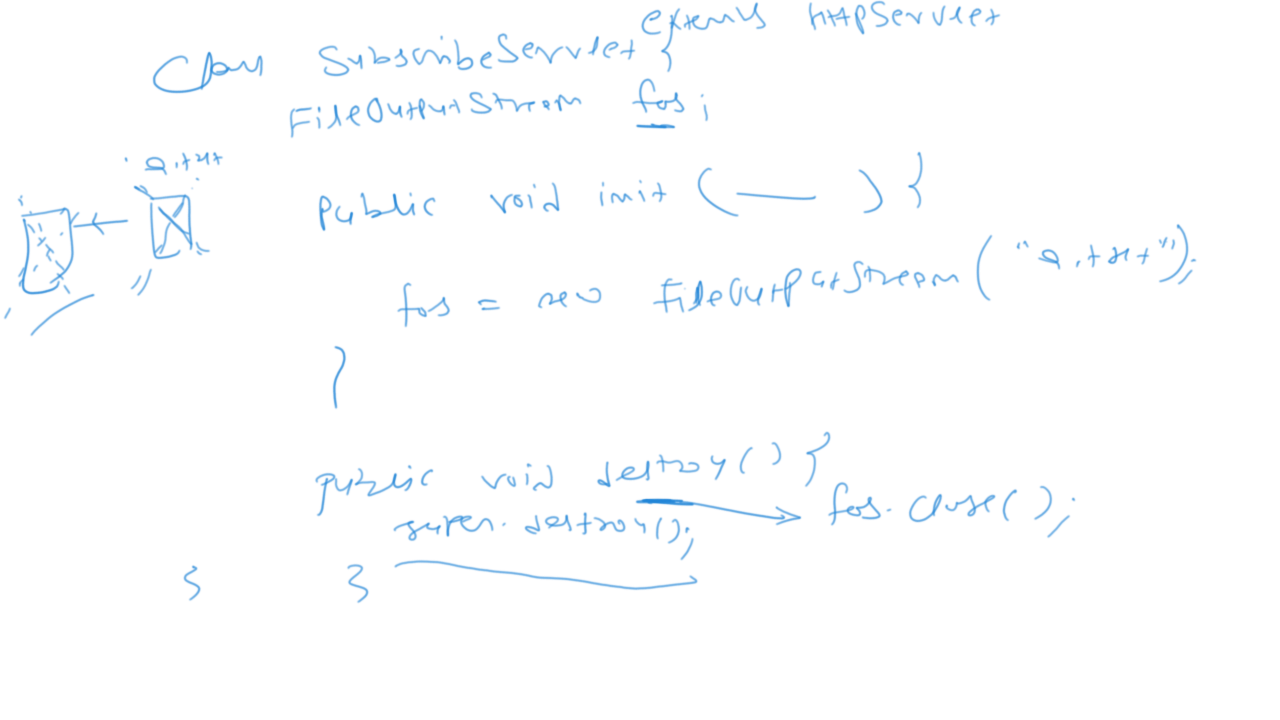 extends HttpServlet
Class SubscribeServlet {
FileOutputStream fos;
a.txt
public void init ( — ) {
fos = new FileOutputStream( "a.txt");
}
public void destroy() {
fos.close();
super.destroy();
} }